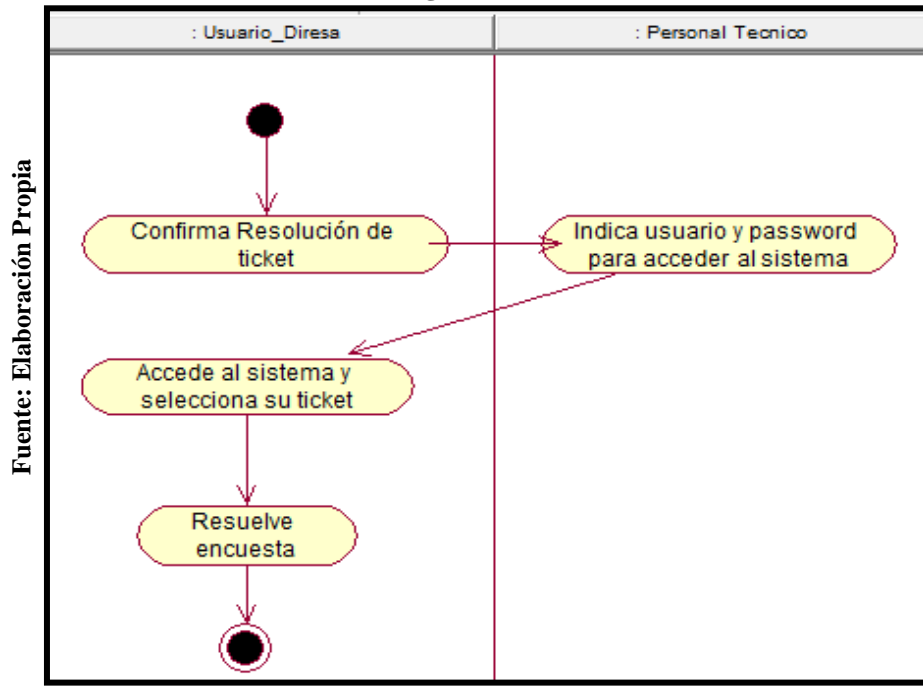 : Usuario_Diresa
: Personal Tecnico
Confirma Resolución de
ticket
Indica usuario y password
para acceder al sistema
Accede al sistema y
selecciona su ticket
Resuelve
encuesta
Fuente: Elaboración Propia